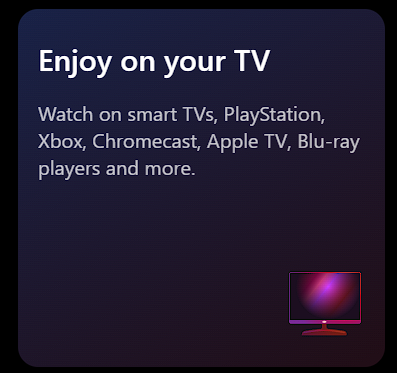 Enjoy on your TV
Watch on smart TVs, PlayStation,
Xbox, Chromecast, Apple TV, Blu-ray
players and more.